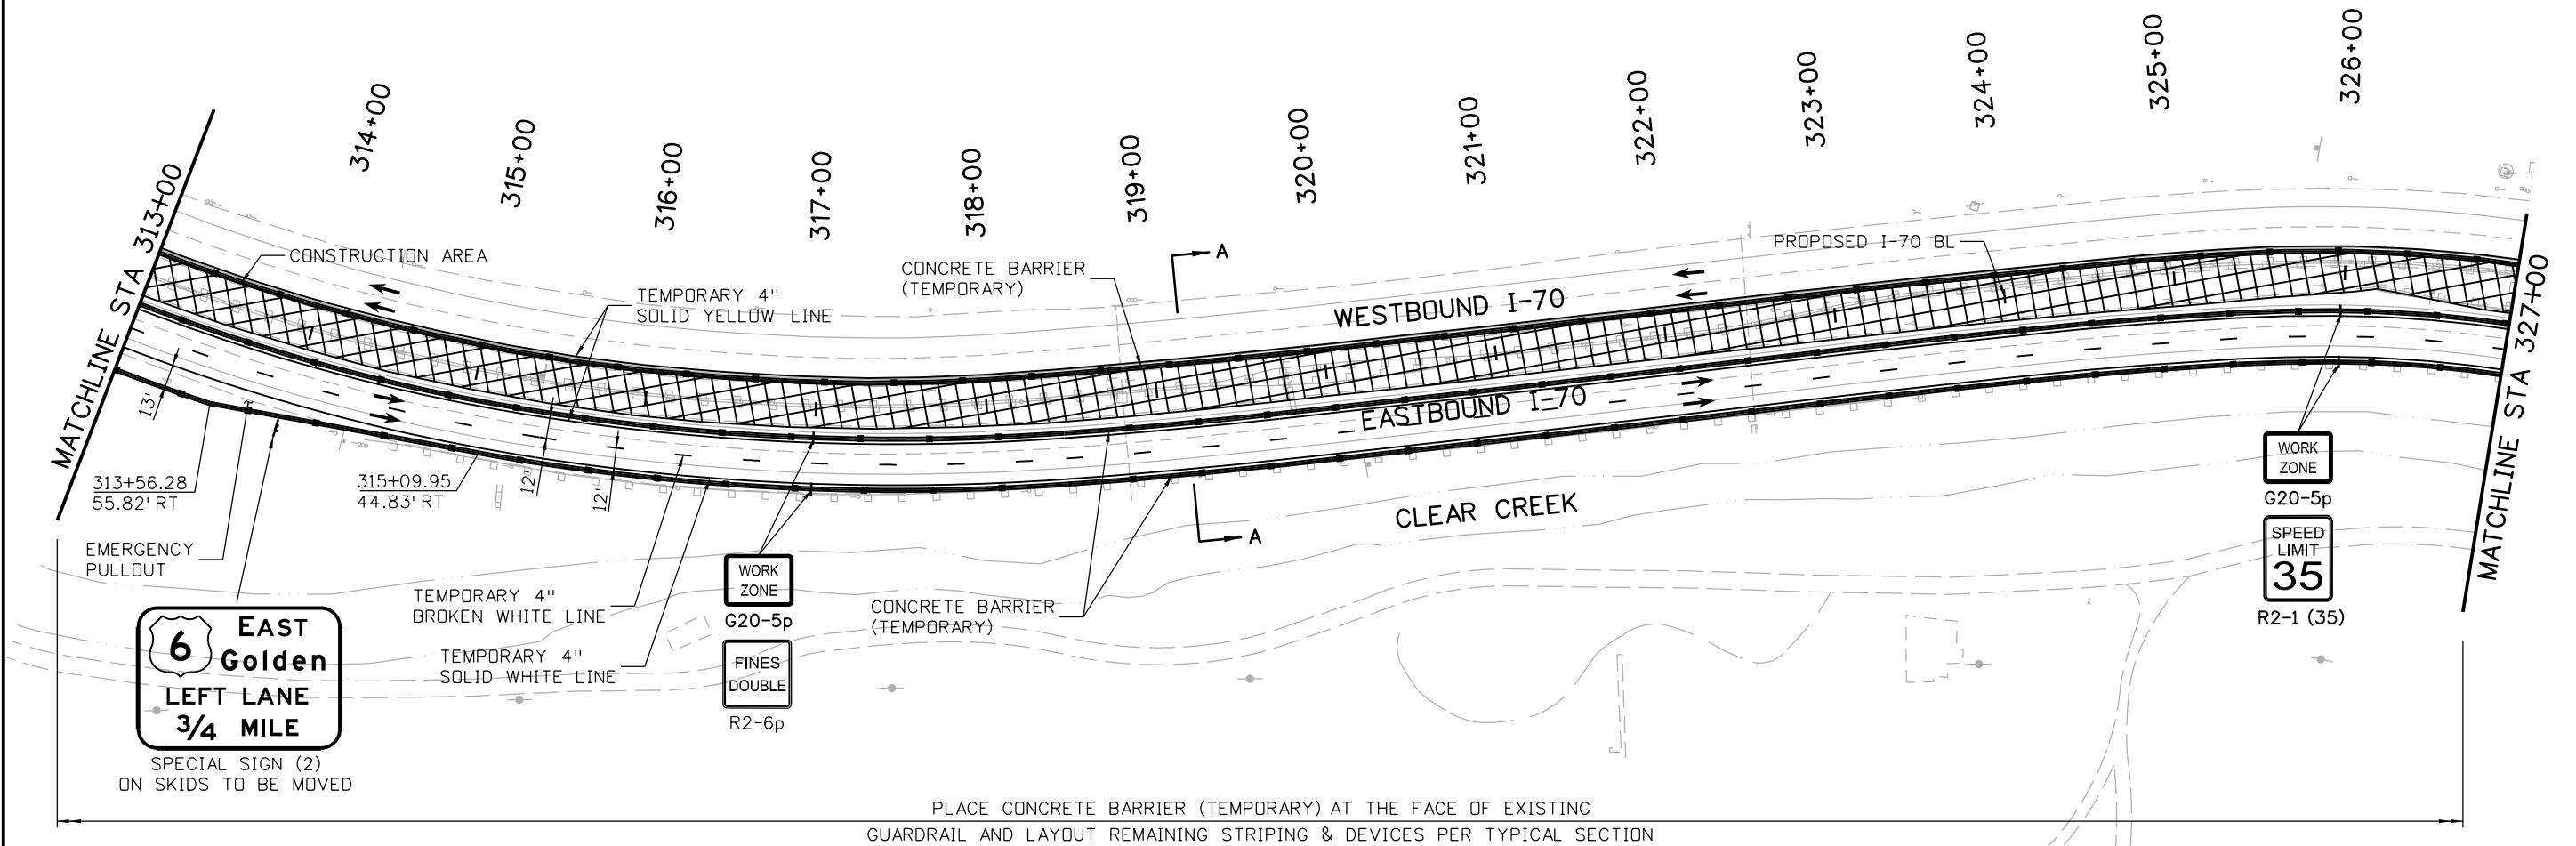 314+00
315+00
316+00
317+00
318+00
319+00
320+00
321+00
322+00
323+00
324+00
325+00
326+00
MATCHLINE STA 313+00
CONSTRUCTION AREA
TEMPORARY 4"
SOLID YELLOW LINE
CONCRETE BARRIER
(TEMPORARY)
A
PROPOSED I-70 BL
WESTBOUND I-70
EASTBOUND I-70
MATCHLINE STA 327+00
13'
12'
12'
313+56.28
55.82' RT
315+09.95
44.83' RT
EMERGENCY
PULLOUT
CLEAR CREEK
A
TEMPORARY 4"
BROKEN WHITE LINE
TEMPORARY 4"
SOLID WHITE LINE
WORK
ZONE
G20-5p
FINES
DOUBLE
R2-6p
CONCRETE BARRIER
(TEMPORARY)
WORK
ZONE
G20-5p
SPEED
LIMIT
35
R2-1 (35)
6
EAST
Golden
LEFT LANE
3/4 MILE
SPECIAL SIGN (2)
ON SKIDS TO BE MOVED
PLACE CONCRETE BARRIER (TEMPORARY) AT THE FACE OF EXISTING
GUARDRAIL AND LAYOUT REMAINING STRIPING & DEVICES PER TYPICAL SECTION